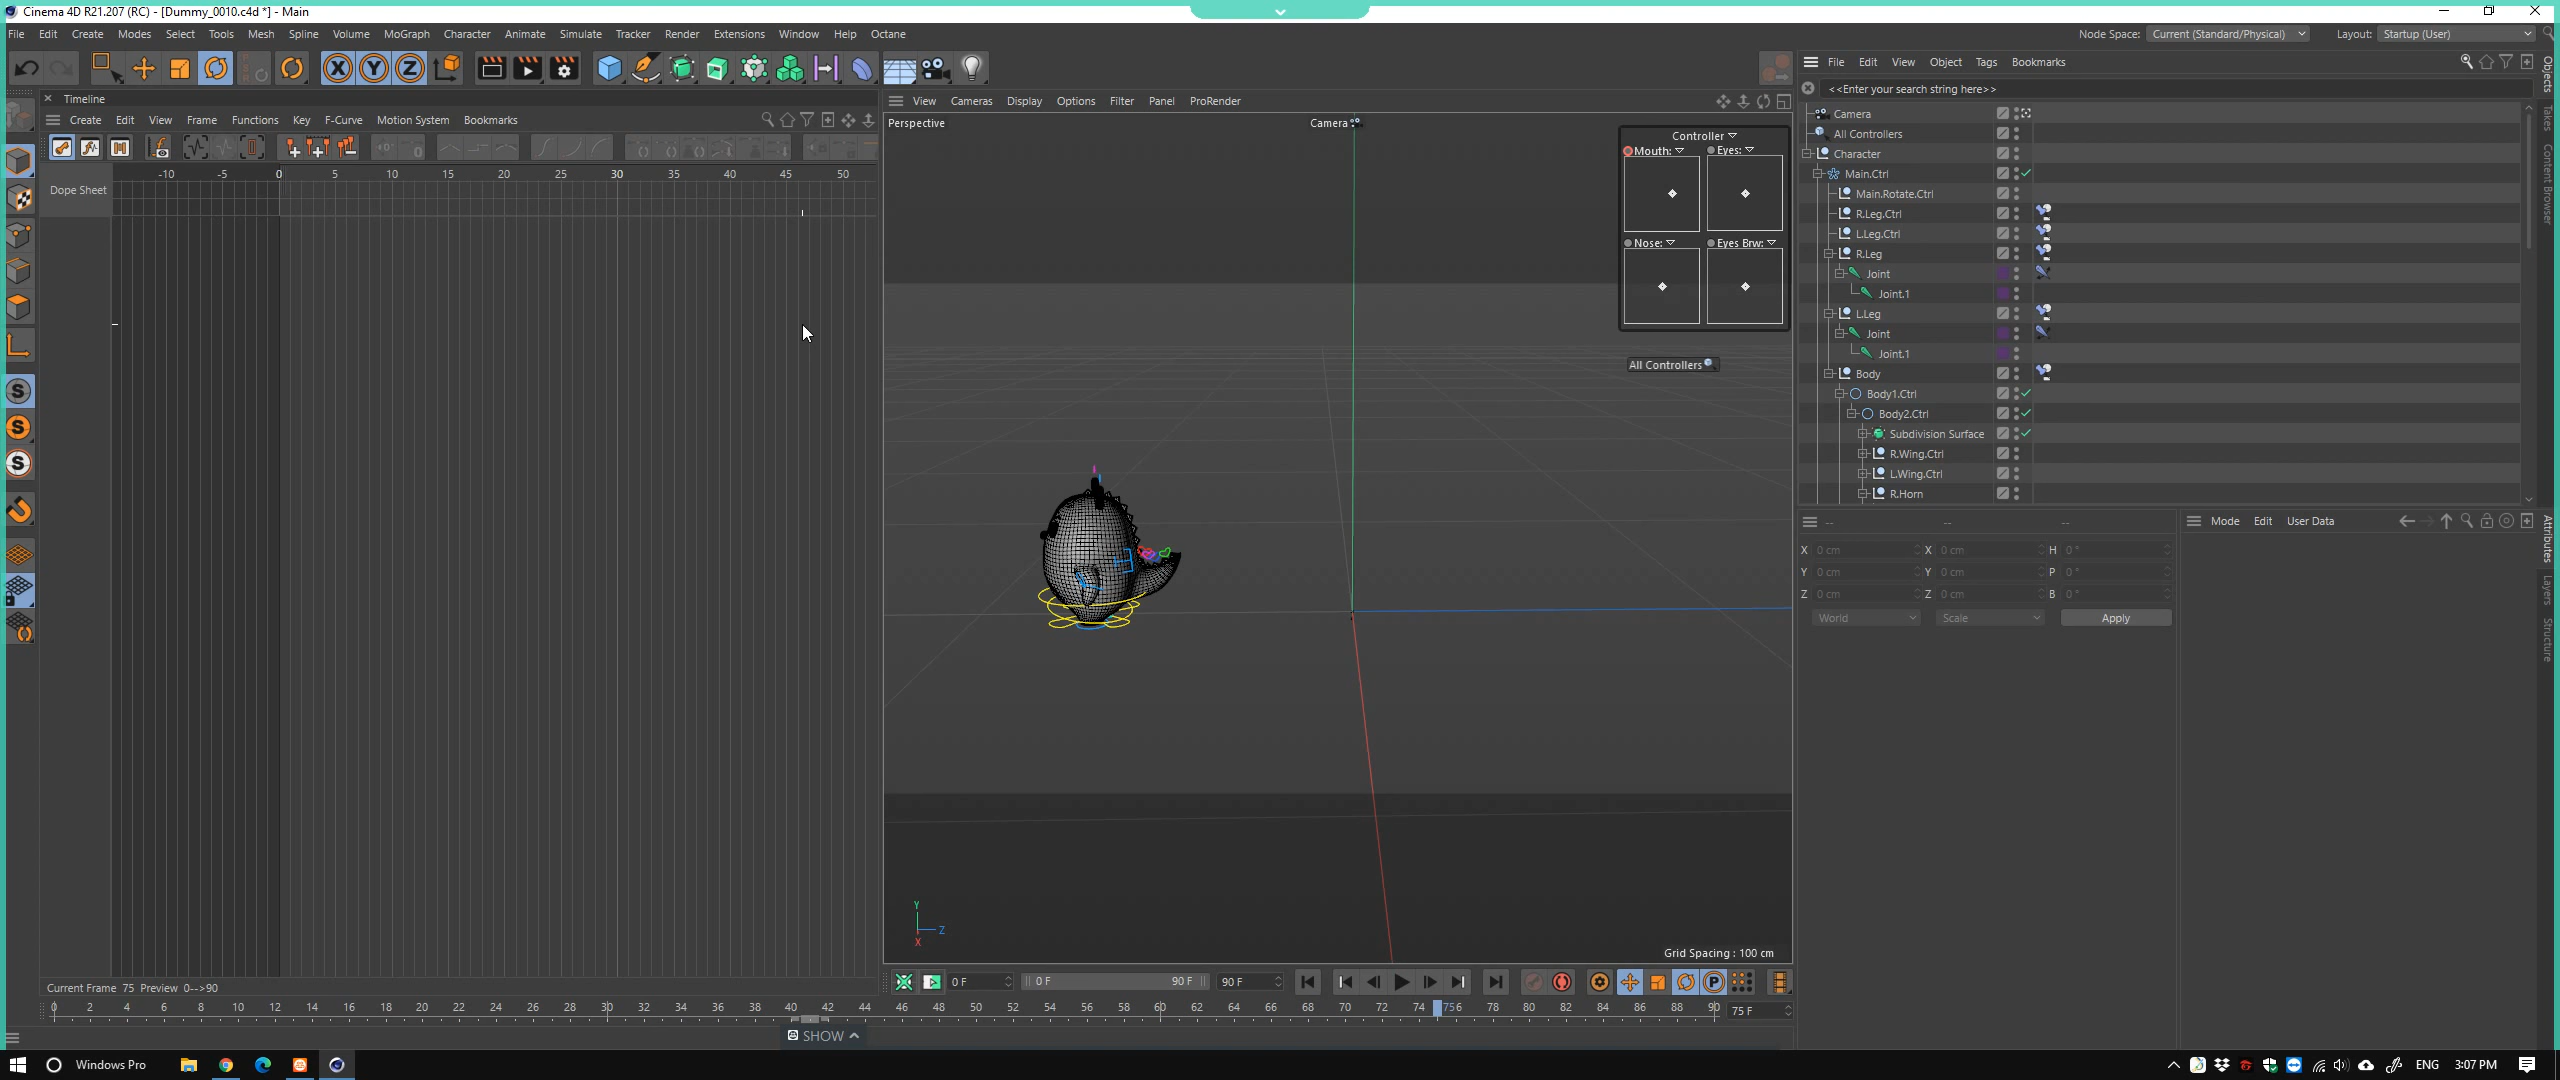 Cinema 4D R21.207 (RC) - [Dummy_0010.c4d *] - Main
File Edit Create Modes Select Tools Mesh Spline Volume MoGraph Character Animate Simulate Tracker Render Extensions Window Help Octane
Node Space: Current (Standard/Physical) Layout: Startup (User)
Timeline
Create Edit View Frame Functions Key F-Curve Motion System Bookmarks
-10 -5 0 5 10 15 20 25 30 35 40 45 50
Dope Sheet
Current Frame 75 Preview 0-->90
View Cameras Display Options Filter Panel ProRender
Perspective
Camera
Controller
Mouth: Eyes:
Nose: Eyes Brw:
All Controllers
Y
Z
X
Grid Spacing : 100 cm
0 F 0 F 90 F 90 F
P
0 2 4 6 8 10 12 14 16 18 20 22 24 26 28 30 32 34 36 38 40 42 44 46 48 50 52 54 56 58 60 62 64 66 68 70 72 74 756 78 80 82 84 86 88 90 75 F
SHOW
File Edit View Object Tags Bookmarks
<<Enter your search string here>>
Camera
All Controllers
Character
Main.Ctrl
Main.Rotate.Ctrl
R.Leg.Ctrl
L.Leg.Ctrl
R.Leg
Joint
Joint.1
L.Leg
Joint
Joint.1
Body
Body1.Ctrl
Body2.Ctrl
Subdivision Surface
R.Wing.Ctrl
L.Wing.Ctrl
R.Horn
Objects
Takes
Content Browser
-- -- --
X 0 cm X 0 cm H 0 °
Y 0 cm Y 0 cm P 0 °
Z 0 cm Z 0 cm B 0 °
World Scale Apply
Mode Edit User Data
Attributes
Layers
Structure
Windows Pro
ENG 3:07 PM